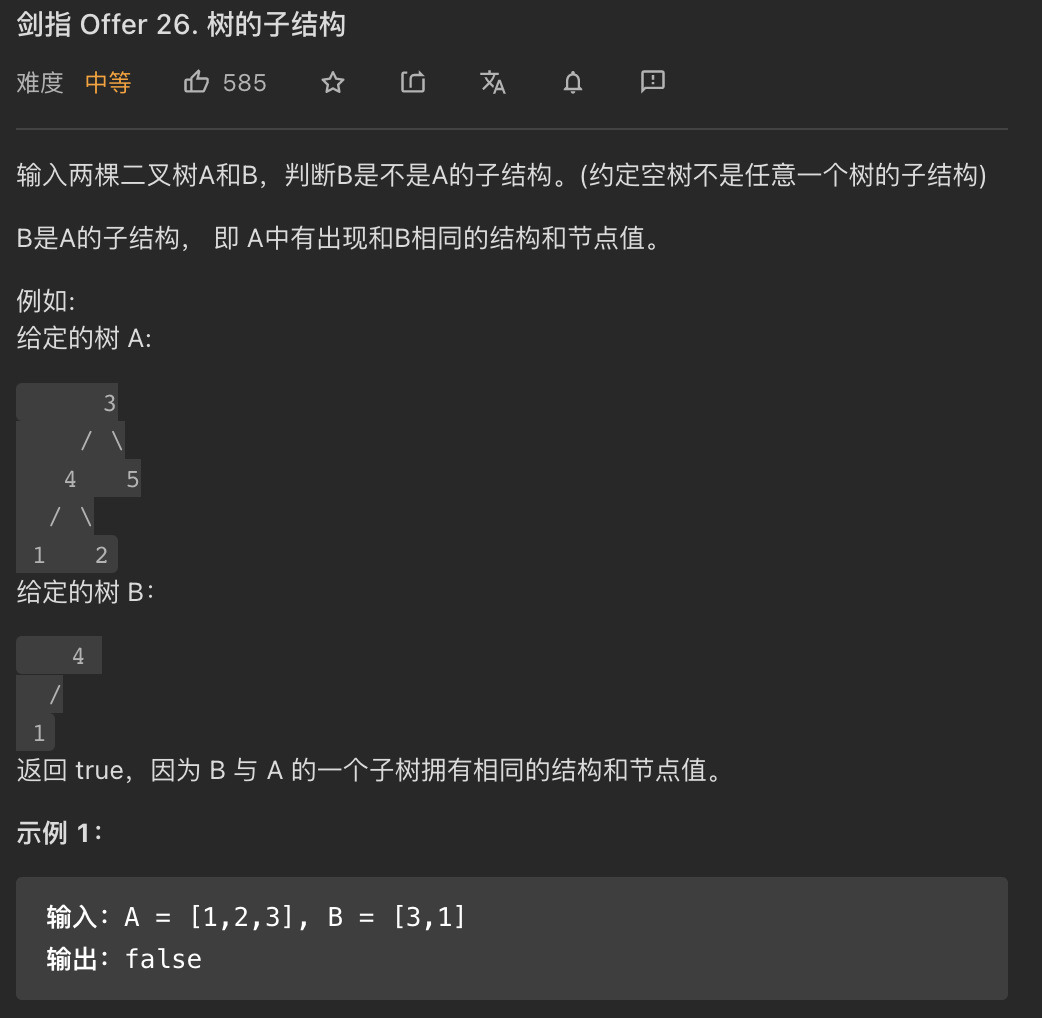 剑指 Offer 26. 树的子结构
难度 中等 585
输入两棵二叉树A和B，判断B是不是A的子结构。(约定空树不是任意一个树的子结构)
B是A的子结构， 即 A中有出现和B相同的结构和节点值。
例如:
给定的树 A:
3
/ \
4 5
/ \
1 2
给定的树 B：
4
/
1
返回 true，因为 B 与 A 的一个子树拥有相同的结构和节点值。
示例 1：
输入：A = [1,2,3], B = [3,1]
输出：false